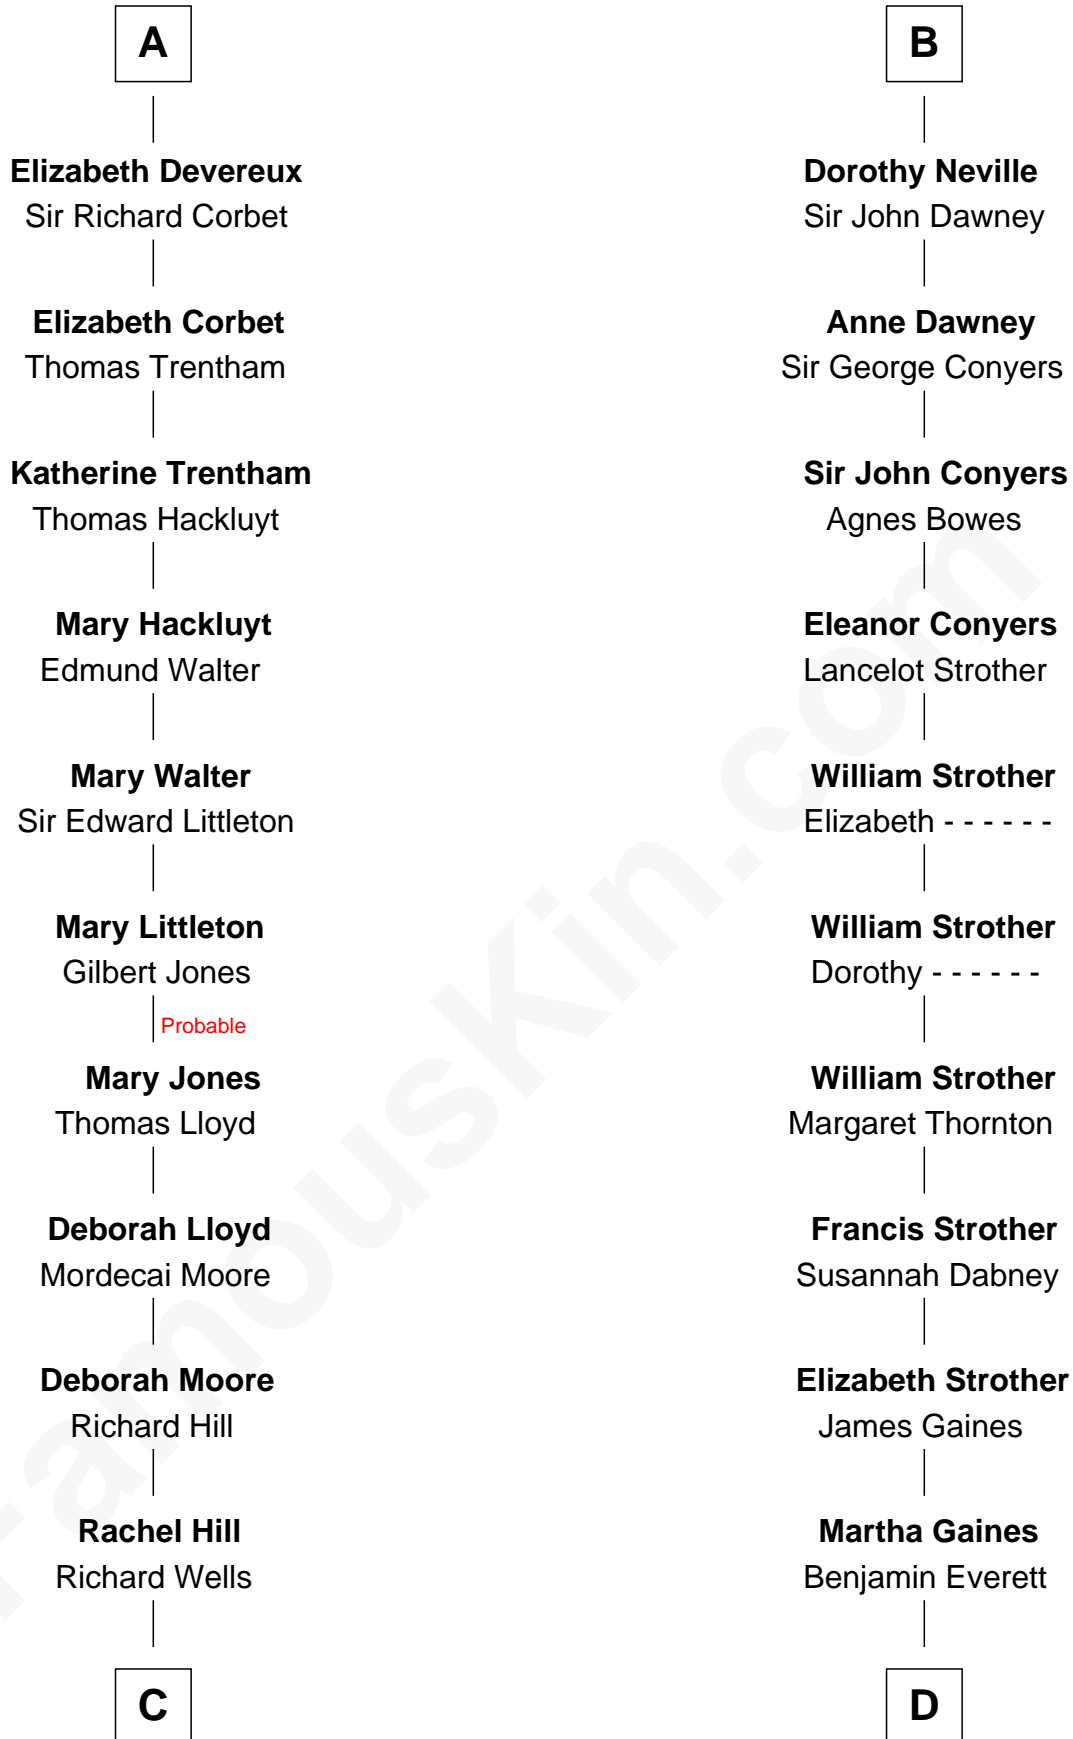 A
Elizabeth Devereux
Sir Richard Corbet
Elizabeth Corbet
Thomas Trentham
Katherine Trentham
Thomas Hackluyt
Mary Hackluyt
Edmund Walter
Mary Walter
Sir Edward Littleton
Mary Littleton
Gilbert Jones
Probable
Mary Jones
Thomas Lloyd
Deborah Lloyd
Mordecai Moore
Deborah Moore
Richard Hill
Rachel Hill
Richard Wells
C
B
Dorothy Neville
Sir John Dawney
Anne Dawney
Sir George Conyers
Sir John Conyers
Agnes Bowes
Eleanor Conyers
Lancelot Strother
William Strother
Elizabeth - - - - - -
William Strother
Dorothy - - - - - -
William Strother
Margaret Thornton
Francis Strother
Susannah Dabney
Elizabeth Strother
James Gaines
Martha Gaines
Benjamin Everett
D
FamousKin.com